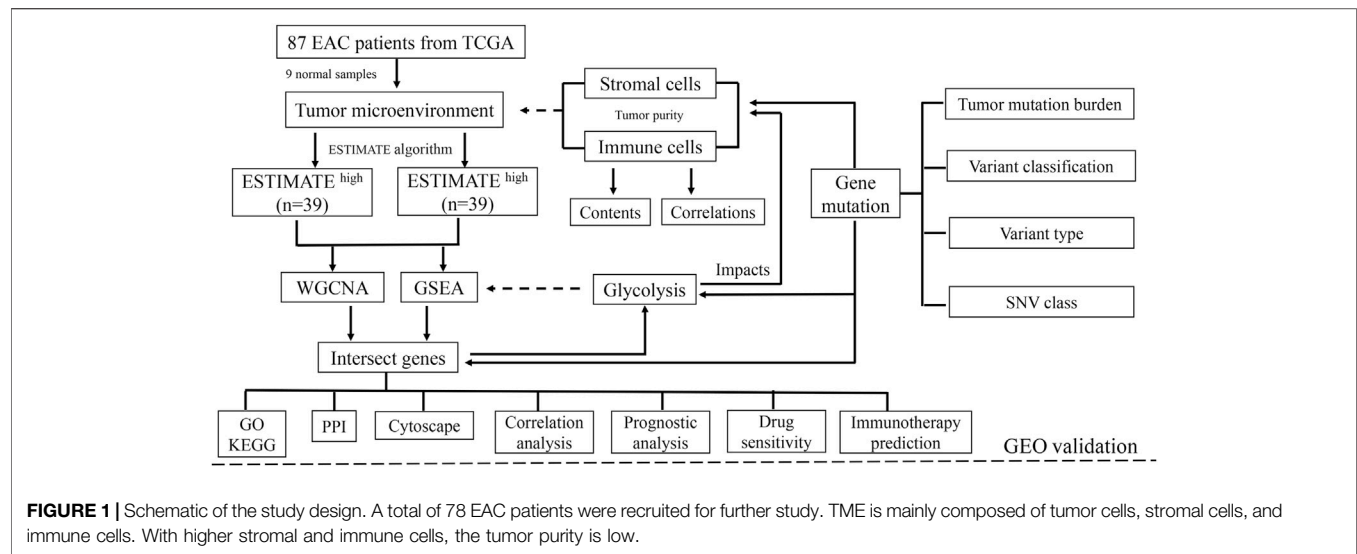 87 EAC patients from TCGA
9 normal samples
Tumor microenvironment
ESTIMATE algorithm
ESTIMATE high
(n=39)
ESTIMATE high
(n=39)
WGCNA
GSEA
Intersect genes
Stromal cells
Tumor purity
Immune cells
Contents
Correlations
Glycolysis
Impacts
Gene
mutation
Tumor mutation burden
Variant classification
Variant type
SNV class
GO
KEGG
PPI
Cytoscape
Correlation
analysis
Prognostic
analysis
Drug
sensitivity
Immunotherapy
prediction
GEO validation
FIGURE 1 | Schematic of the study design. A total of 78 EAC patients were recruited for further study. TME is mainly composed of tumor cells, stromal cells, and
immune cells. With higher stromal and immune cells, the tumor purity is low.